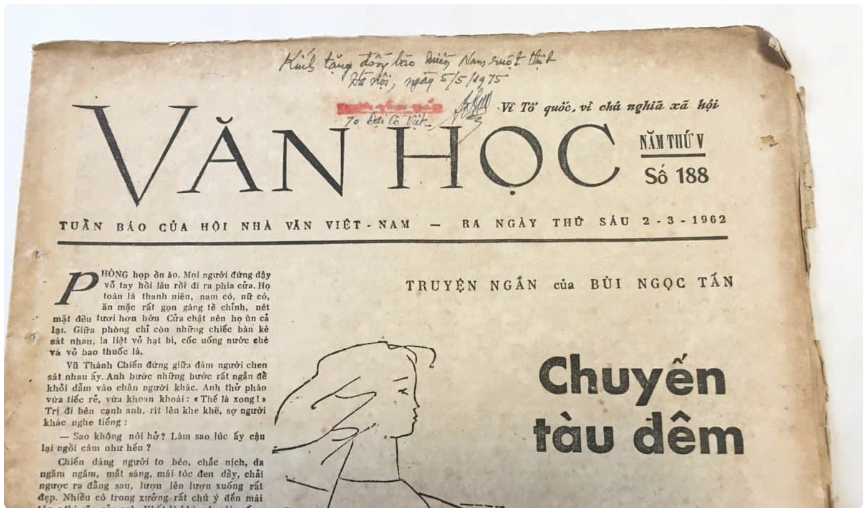 Kính tặng đồng bào miền Nam ruột thịt
Hà Nội, ngày 5/5/1975
70 Đại Cồ Việt
Vì Tổ quốc, vì chủ nghĩa xã hội
VĂN HỌC
NĂM THỨ V
Số 188
TUẦN BÁO CỦA HỘI NHÀ VĂN VIỆT-NAM — RA NGÀY THỨ SÁU 2-3-1962
PHÒNG họp ồn ào. Mọi người đứng dậy
vỗ tay hồi lâu rồi đi ra phía cửa. Họ
toàn là thanh niên, nam có, nữ có,
ăn mặc rất gọn gàng tề chỉnh, nét
mặt đều tươi hơn hớn Cửa chật nên họ ùn cả
lại. Giữa phòng chỉ còn những chiếc bàn kê
sát nhau, la liệt vỏ hạt bí, cốc uống nước chè
và vỏ bao thuốc lá.
Vũ Thành Chiến đứng giữa đám người chen
sát nhau ấy. Anh bước những bước rất ngắn để
khỏi dẫm vào chân người khác. Anh thở phào
vừa tiếc rẻ, vừa khoan khoái: «Thế là xong!»
Trị đi bên cạnh anh, rít lên khe khẽ, sợ người
khác nghe tiếng :
— Sao không nói hở? Làm sao lúc ấy cậu
lại ngồi câm như hến ?
Chiến dáng người to béo, chắc nịch, da
ngăm ngăm, mắt sáng, mái tóc đen dày, chải
ngược ra đằng sau, lượn lên lượn xuống rất
đẹp. Nhiều cô trong xưởng rất chú ý đến mái
TRUYỆN NGẮN của BÙI NGỌC TẤN
Chuyến
tàu đêm